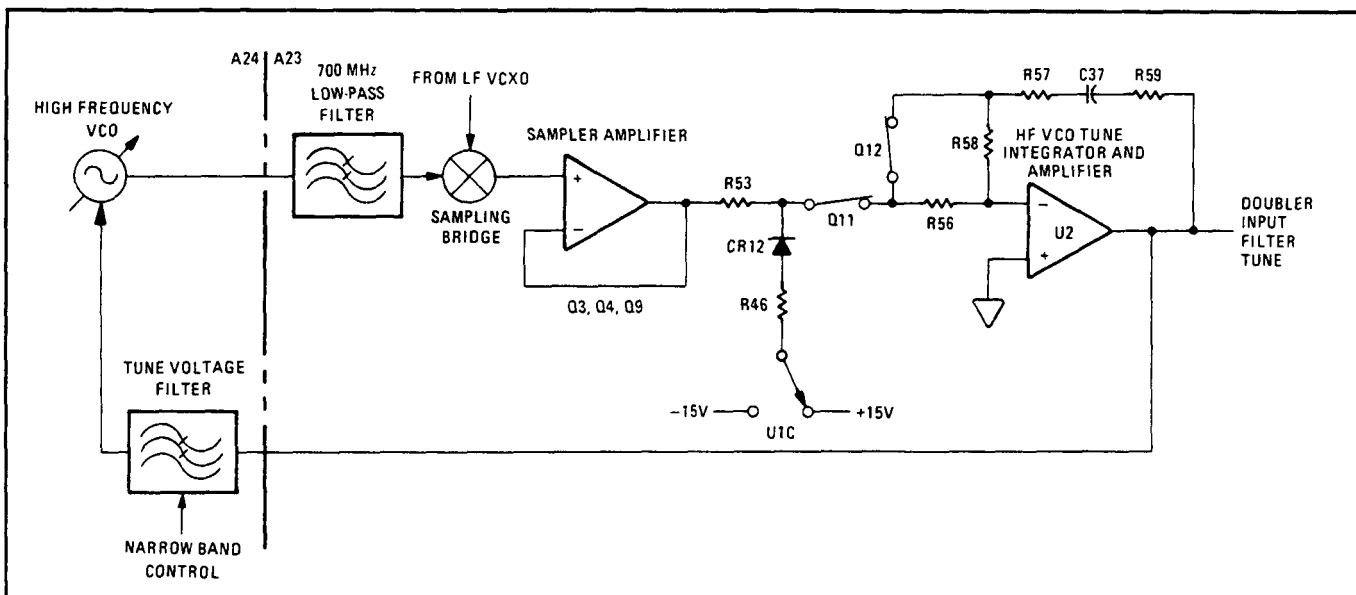 A24 A23
HIGH FREQUENCY
VCO
700 MHz
LOW-PASS
FILTER
FROM LF VCXO
SAMPLING
BRIDGE
SAMPLER AMPLIFIER
+
−
Q3, Q4, Q9
R53
CR12
R46
−15V
+15V
U1C
Q11
Q12
R56
R58
R57
C37
R59
HF VCO TUNE
INTEGRATOR AND
AMPLIFIER
−
+
U2
DOUBLER
INPUT
FILTER
TUNE
TUNE VOLTAGE
FILTER
NARROW BAND
CONTROL